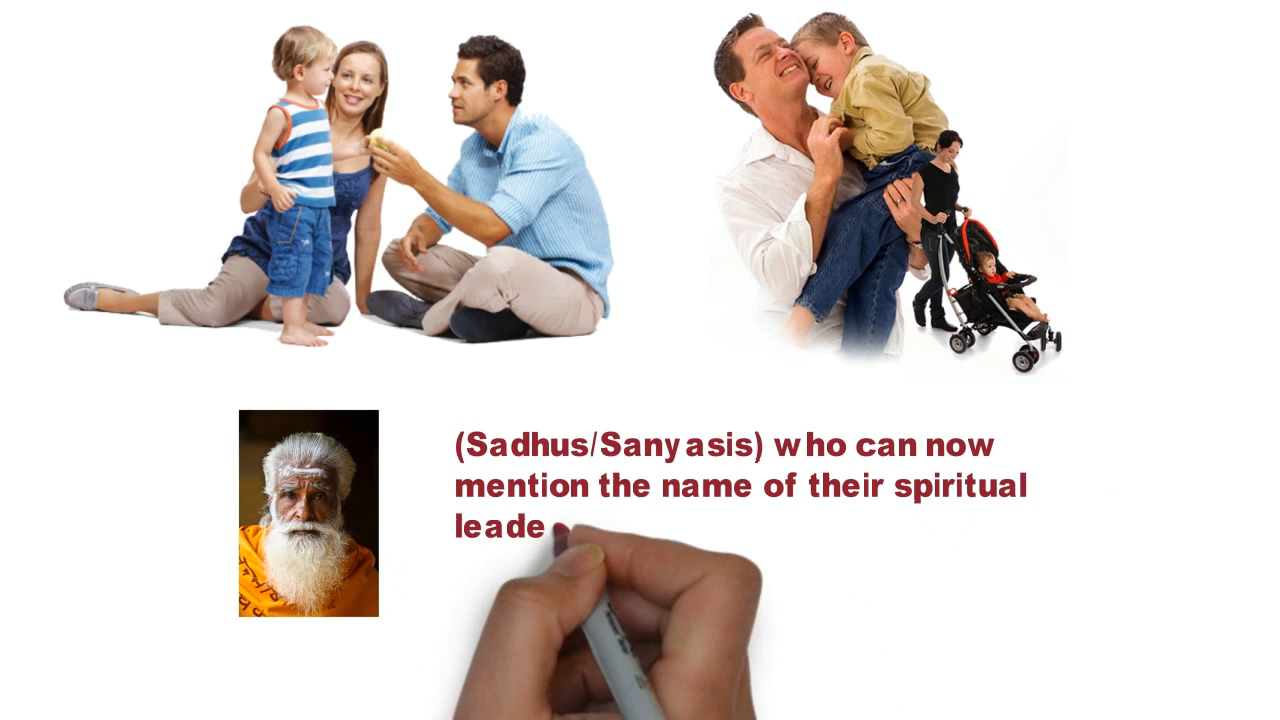 (Sadhus/Sanyasis) who can now
mention the name of their spiritual
leade